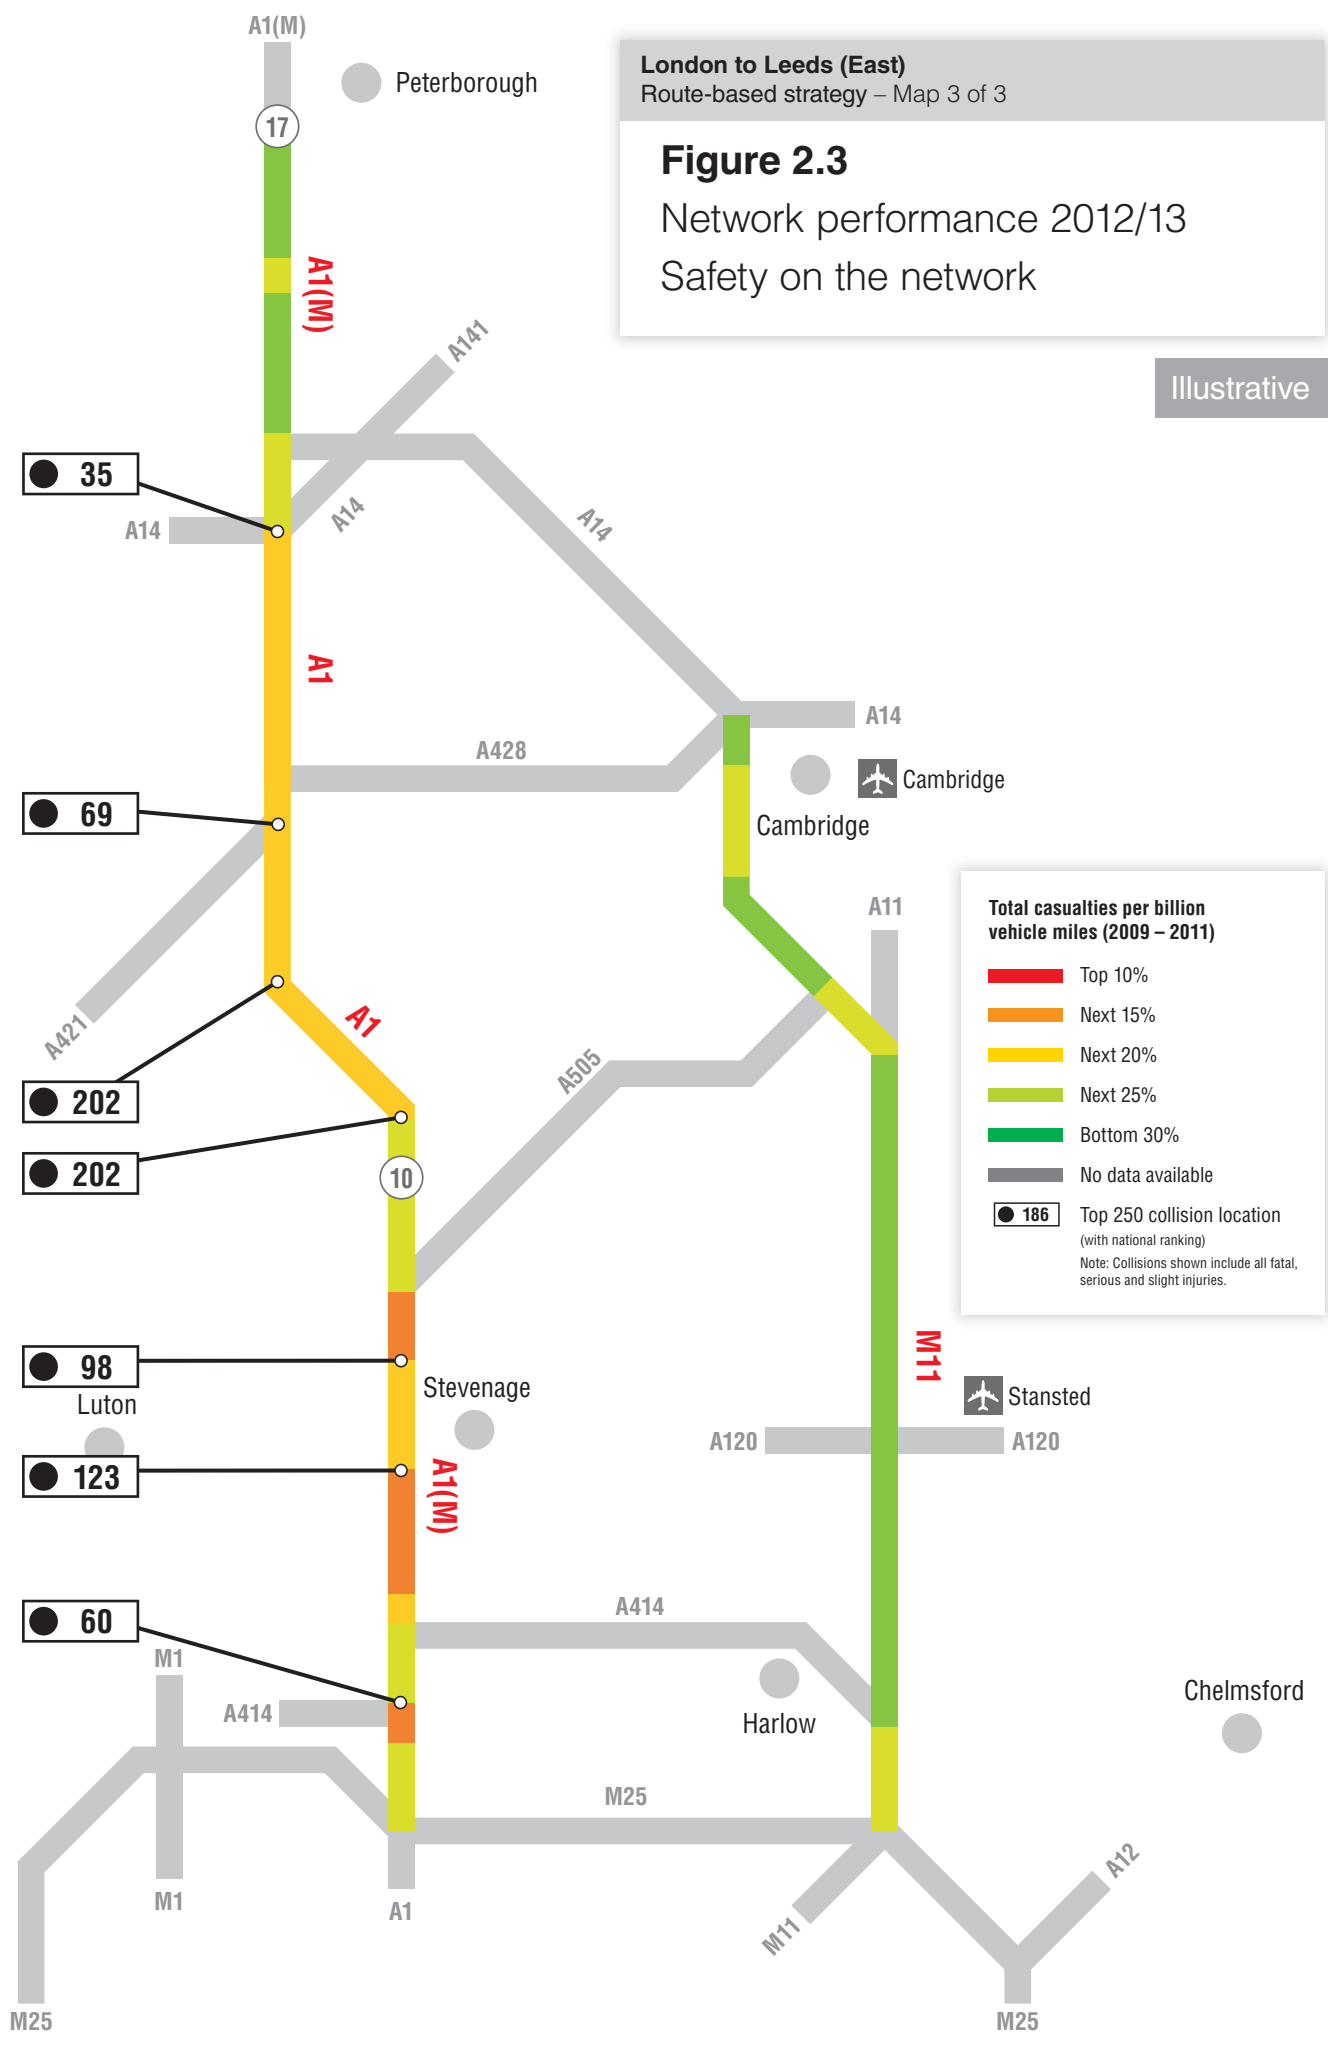 A1(M)
Peterborough
17
London to Leeds (East)
Route-based strategy – Map 3 of 3
Figure 2.3
Network performance 2012/13
Safety on the network
Illustrative
A1(M)
A141
35
A14
A14
A14
A1
A14
A428
Cambridge
Cambridge
69
A11
A421
A1
A505
202
202
10
Total casualties per billion
vehicle miles (2009 – 2011)
Top 10%
Next 15%
Next 20%
Next 25%
Bottom 30%
No data available
186
Top 250 collision location
(with national ranking)
Note: Collisions shown include all fatal,
serious and slight injuries.
98
Luton
Stevenage
M11
Stansted
A120
A120
123
A1(M)
60
A414
M1
A414
Harlow
Chelmsford
M25
M1
A1
M11
A12
M25
M25